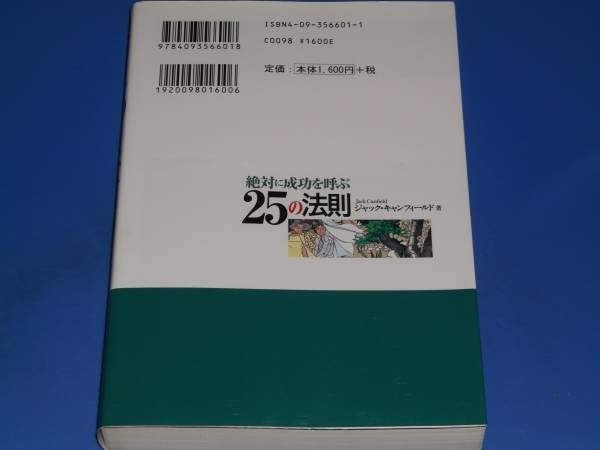 ISBN4-09-356601-1
C0098 ¥1600E
9784093566018
定価：本体1,600円+税
1920098016006
絶対に成功を呼ぶ
25の法則
Jack Canfield
ジャック・キャンフィールド 著